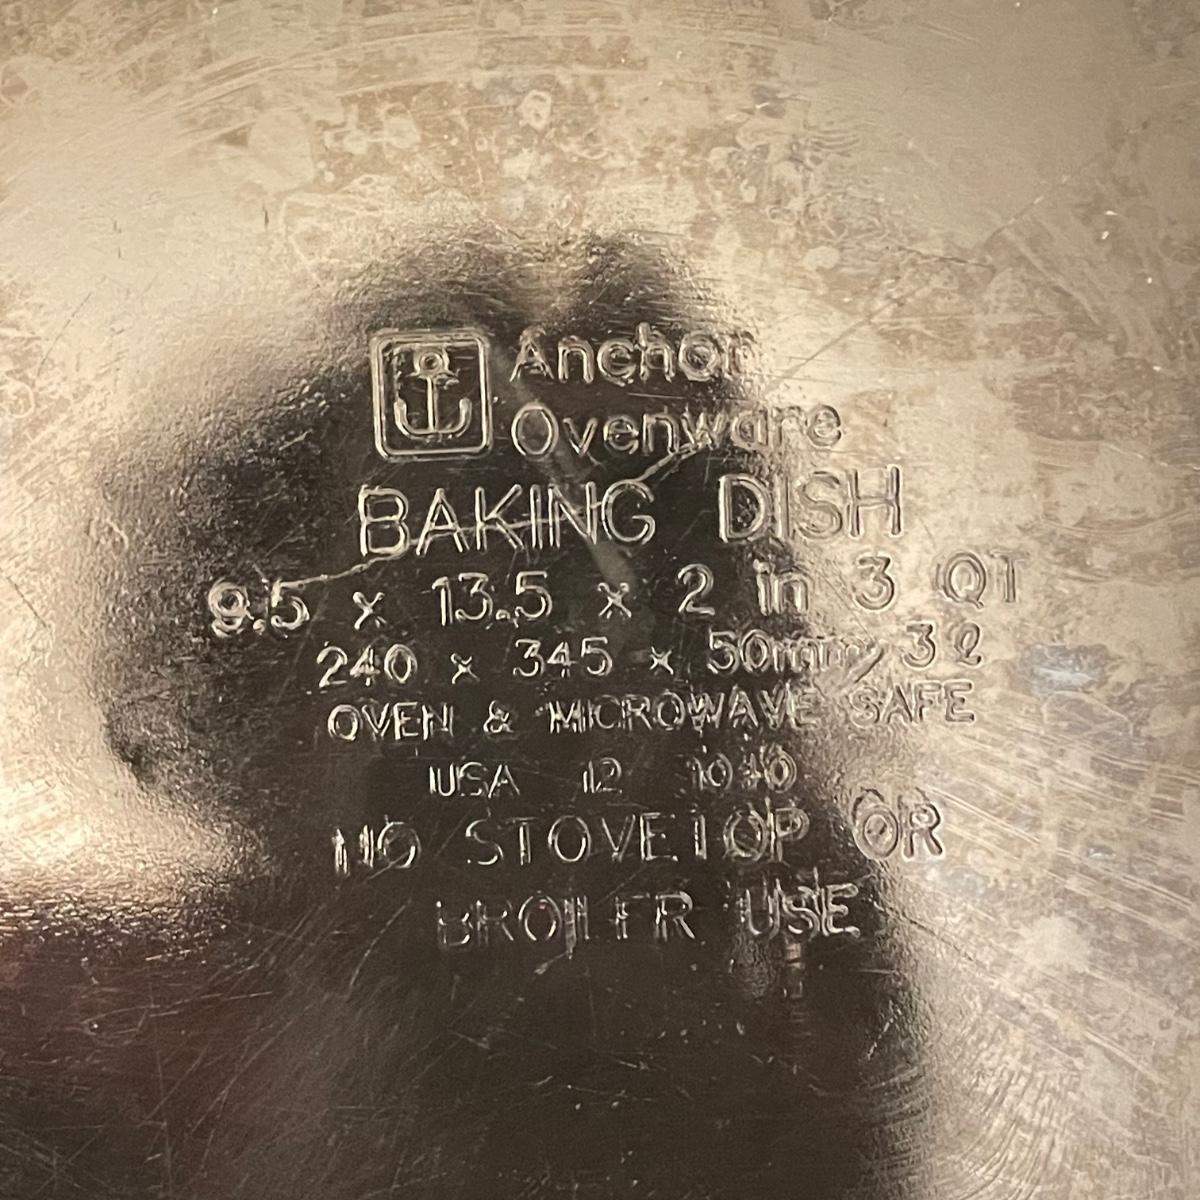 Anchor
Ovenware
BAKING DISH
9.5 x 13.5 x 2 in 3 QT
240 x 345 x 50mm 3ℓ
OVEN & MICROWAVE SAFE
USA 12
NO STOVETOP OR
BROILER USE